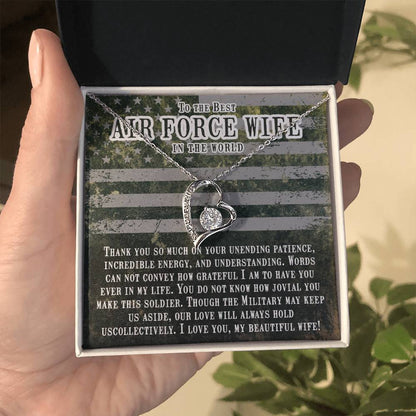 To the Best
AIR FORCE WIFE
IN THE WORLD
Thank you so much on your unending patience,
incredible energy, and understanding. Words
can not convey how grateful I am to have you
ever in my life. You do not know how jovial you
make this soldier. Though the Military may keep
us aside, our love will always hold
uscollectively. I love you, my beautiful wife!